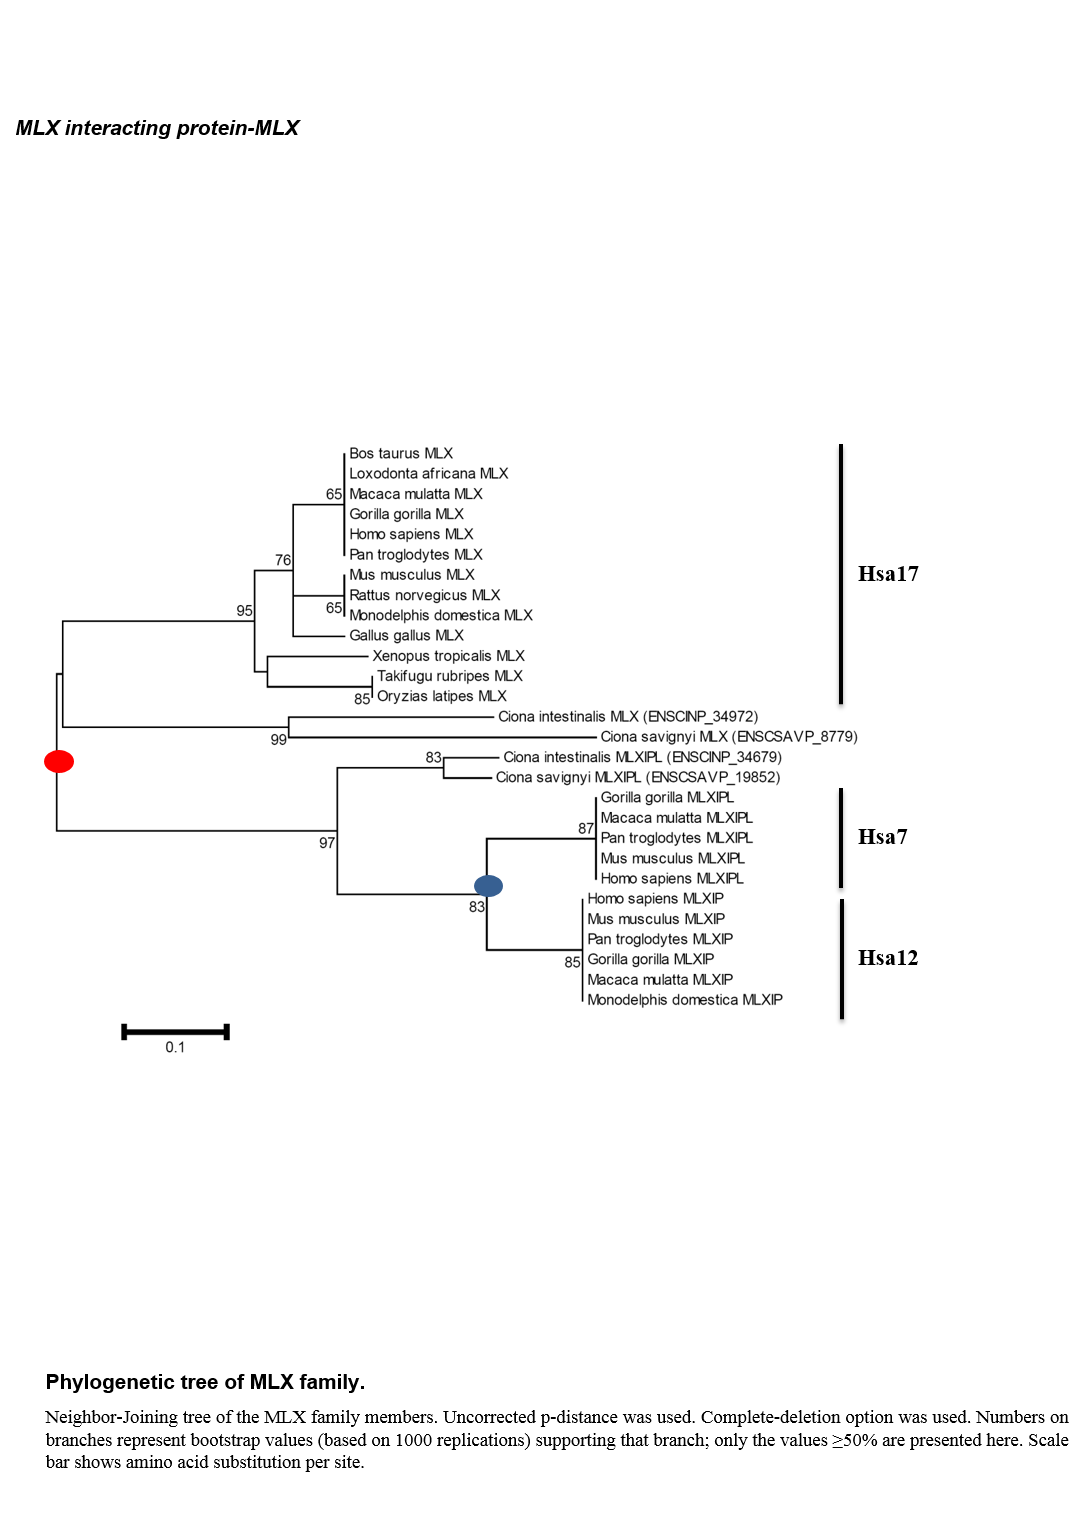 MLX interacting protein-MLX
Bos taurus MLX
Loxodonta africana MLX
65
Macaca mulatta MLX
Gorilla gorilla MLX
Homo sapiens MLX
Pan troglodytes MLX
76
Mus musculus MLX
Hsa17
Rattus norvegicus MLX
65
Monodelphis domestica MLX
95
Gallus gallus MLX
Xenopus tropicalis MLX
Takifugu rubripes MLX
85
Oryzias latipes MLX
Ciona intestinalis MLX (ENSCINP_34972)
99
Ciona savignyi MLX (ENSCSAVP_8779)
83
Ciona intestinalis MLXIPL (ENSCINP_34679)
Ciona savignyi MLXIPL (ENSCSAVP_19852)
Gorilla gorilla MLXIPL
Macaca mulatta MLXIPL
87
Pan troglodytes MLXIPL
Hsa7
97
Mus musculus MLXIPL
Homo sapiens MLXIPL
Homo sapiens MLXIP
83
Mus musculus MLXIP
Pan troglodytes MLXIP
85
Gorilla gorilla MLXIP
Hsa12
Macaca mulatta MLXIP
Monodelphis domestica MLXIP
0.1
Phylogenetic tree of MLX family.
Neighbor-Joining tree of the MLX family members. Uncorrected p-distance was used. Complete-deletion option was used. Numbers on
branches represent bootstrap values (based on 1000 replications) supporting that branch; only the values ≥50% are presented here. Scale
bar shows amino acid substitution per site.